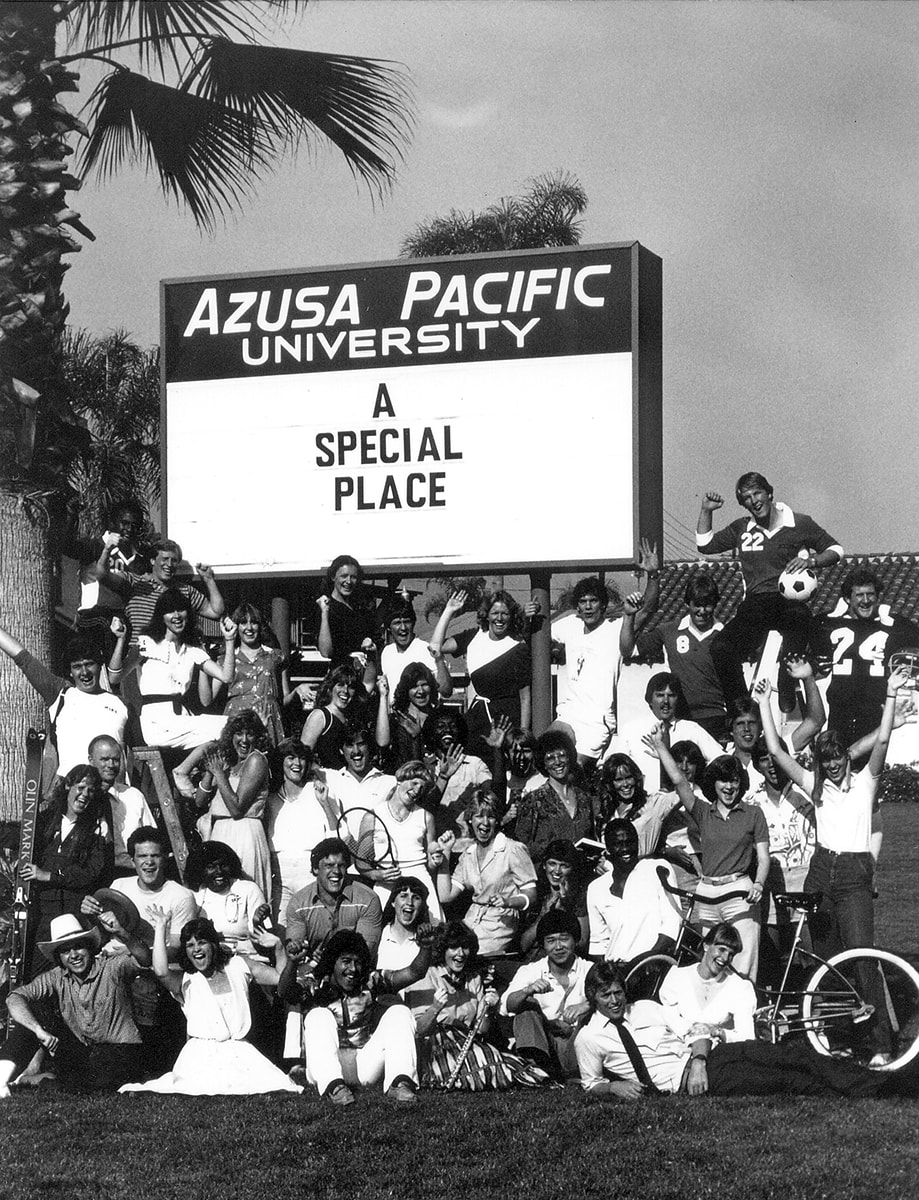 AZUSA PACIFIC
UNIVERSITY
A
SPECIAL
PLACE
22
8
24
OLIN MARK